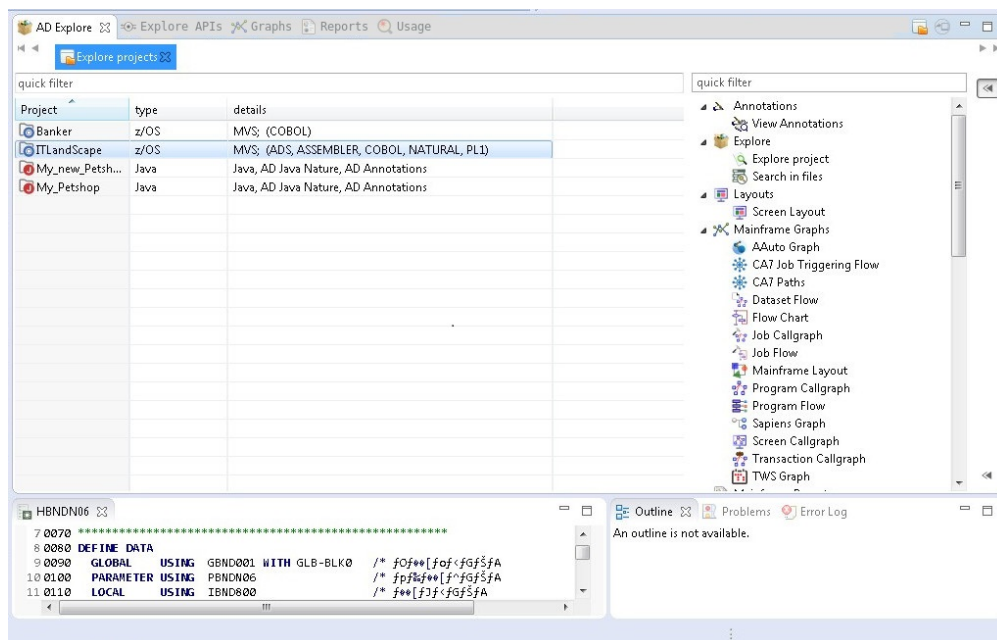 AD Explore Explore APIs Graphs Reports Usage
Explore projects
quick filter
Project type details
Banker z/OS MVS; (COBOL)
ITLandScape z/OS MVS; (ADS, ASSEMBLER, COBOL, NATURAL, PL1)
My_new_Petsh... Java Java, AD Java Nature, AD Annotations
My_Petshop Java Java, AD Java Nature, AD Annotations
quick filter
Annotations
View Annotations
Explore
Explore project
Search in files
Layouts
Screen Layout
Mainframe Graphs
AAuto Graph
CA7 Job Triggering Flow
CA7 Paths
Dataset Flow
Flow Chart
Job Callgraph
Job Flow
Mainframe Layout
Program Callgraph
Program Flow
Sapiens Graph
Screen Callgraph
Transaction Callgraph
TWS Graph
HBNDN06
7 0070 ******************************************************
8 0080 DEFINE DATA
9 0090 GLOBAL USING GBND001 WITH GLB-BLK0 /*
10 0100 PARAMETER USING PBNDN06 /*
11 0110 LOCAL USING IBND800 /*
Outline Problems Error Log
An outline is not available.